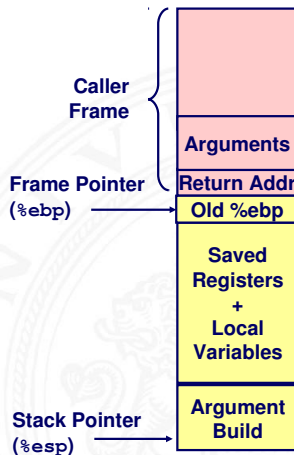 Caller
Frame
Arguments
Frame Pointer
(%ebp)
Return Addr
Old %ebp
Saved
Registers
+
Local
Variables
Stack Pointer
(%esp)
Argument
Build